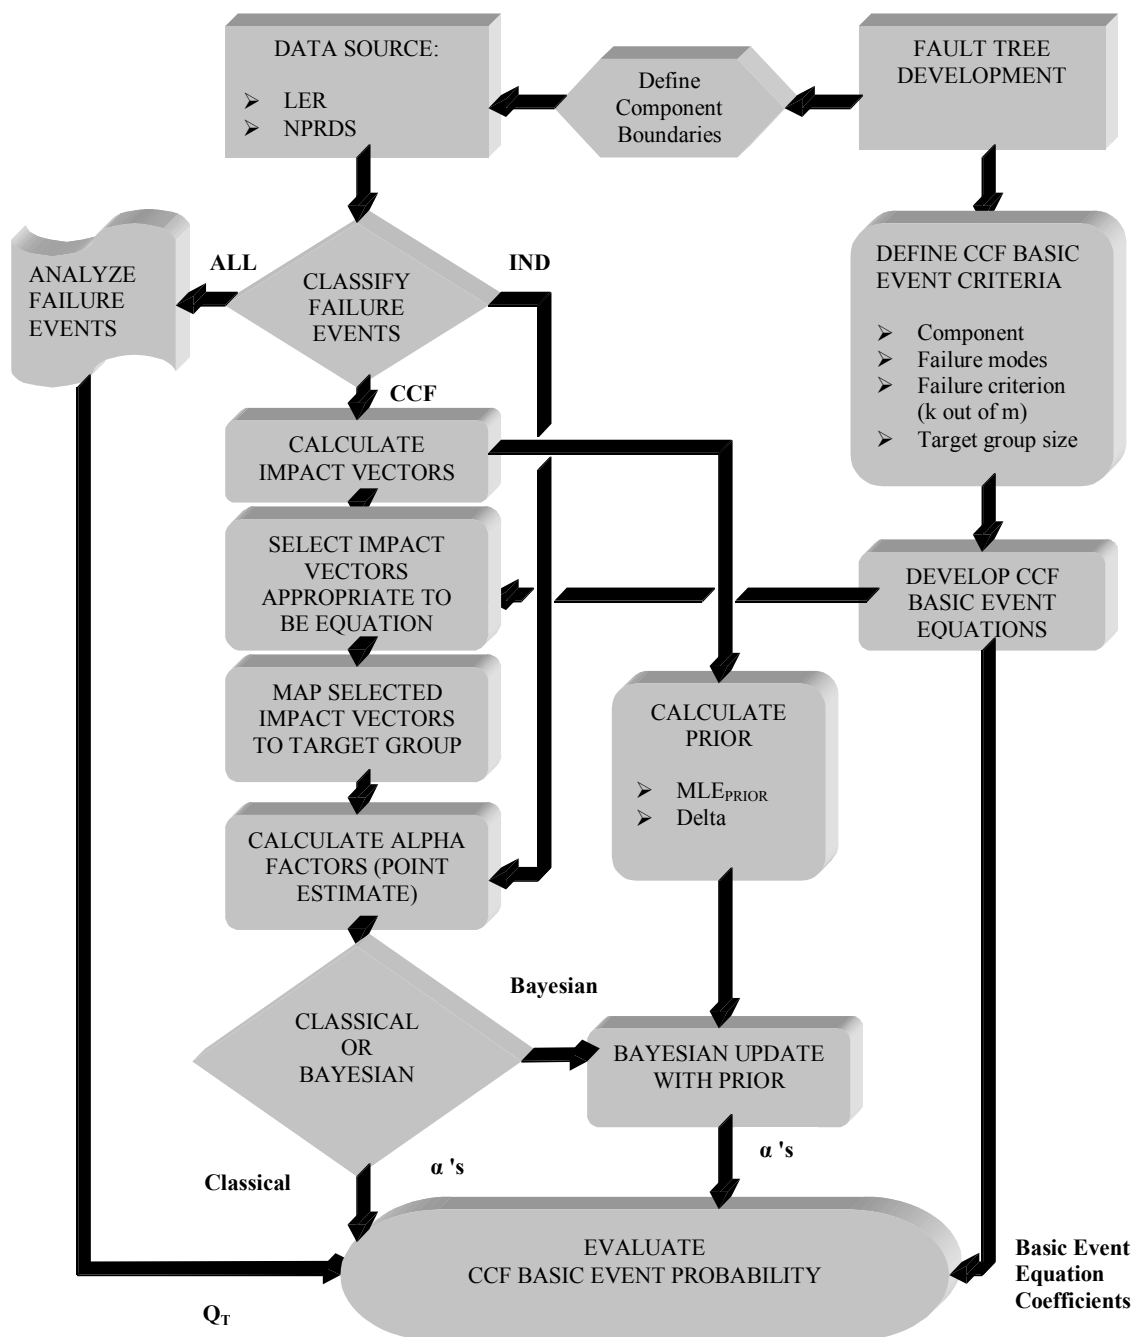 DATA SOURCE:
➢ LER
➢ NPRDS
Define
Component
Boundaries
FAULT TREE
DEVELOPMENT
ANALYZE
FAILURE
EVENTS
ALL
CLASSIFY
FAILURE
EVENTS
IND
CCF
DEFINE CCF BASIC
EVENT CRITERIA
➢ Component
➢ Failure modes
➢ Failure criterion
(k out of m)
➢ Target group size
CALCULATE
IMPACT VECTORS
SELECT IMPACT
VECTORS
APPROPRIATE TO
BE EQUATION
DEVELOP CCF
BASIC EVENT
EQUATIONS
MAP SELECTED
IMPACT VECTORS
TO TARGET GROUP
CALCULATE
PRIOR
➢ MLE_PRIOR
➢ Delta
CALCULATE ALPHA
FACTORS (POINT
ESTIMATE)
CLASSICAL
OR
BAYESIAN
Bayesian
BAYESIAN UPDATE
WITH PRIOR
Classical
α 's
α 's
EVALUATE
CCF BASIC EVENT PROBABILITY
Q_T
Basic Event
Equation
Coefficients